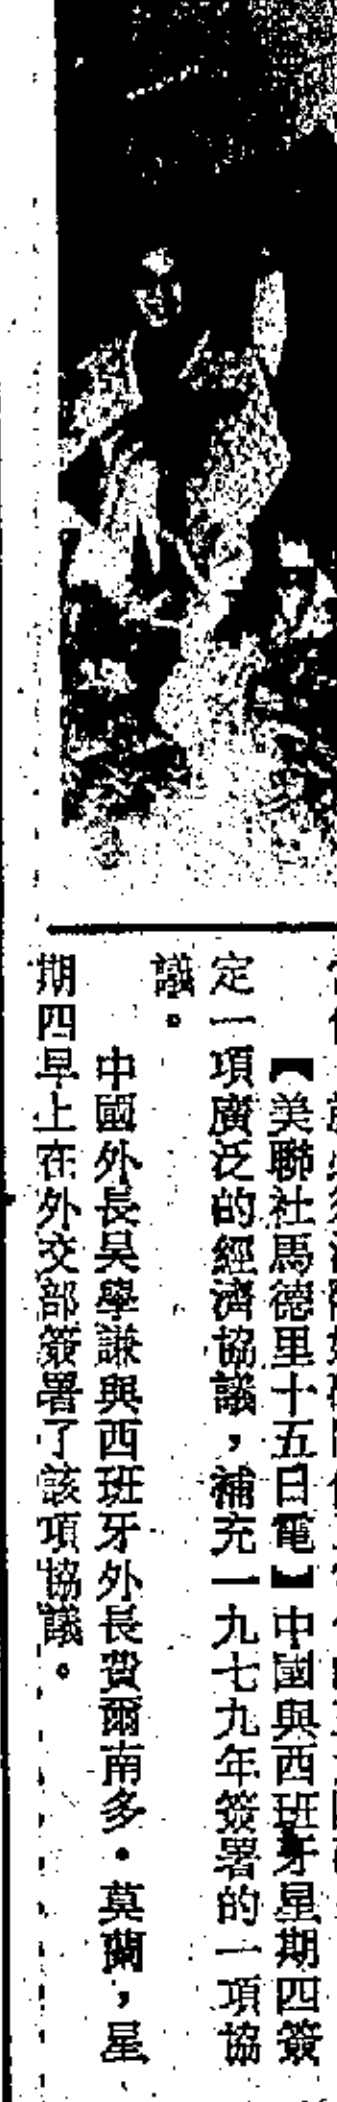 【美聯社馬德里十五日電】中國與西班牙星期四簽
定一項廣泛的經濟協議，補充一九七九年簽署的一項協
議。
中國外長吳學謙與西班牙外長費爾南多・莫蘭，星
期四早上在外交部簽署了該項協議。